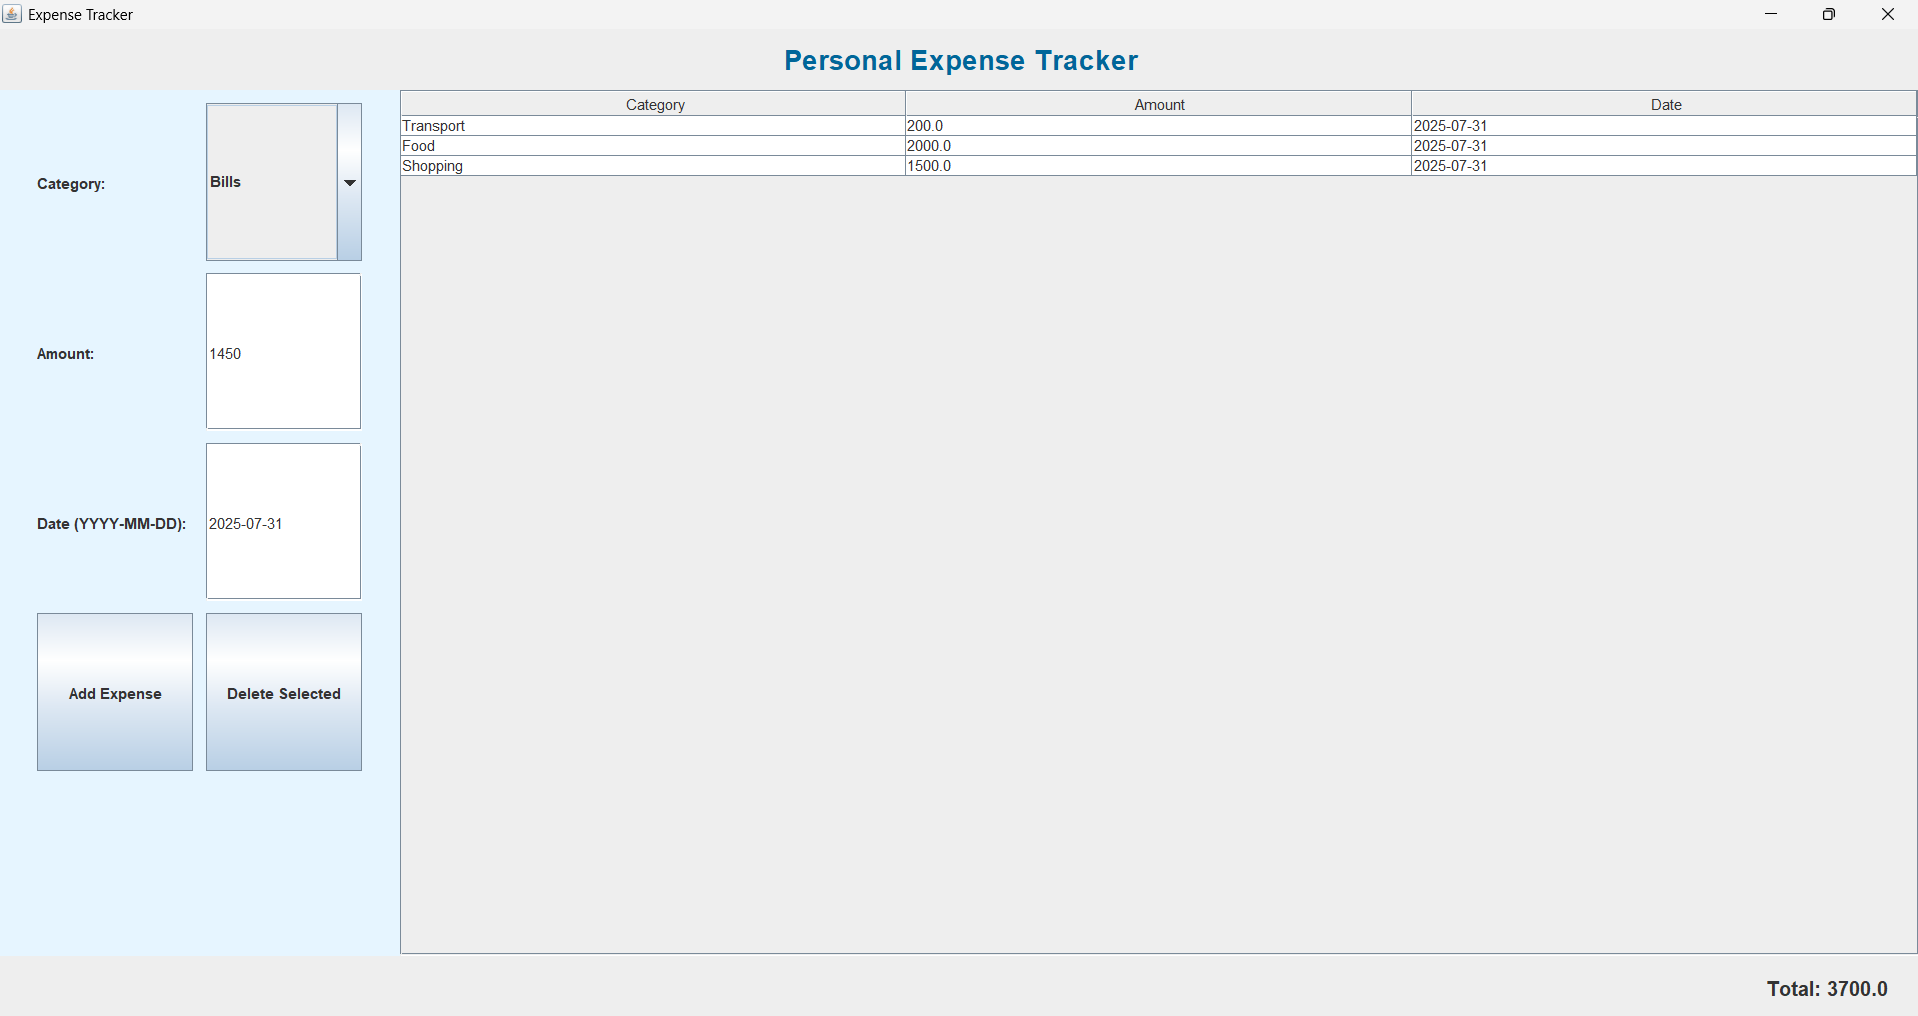 Expense Tracker
Personal Expense Tracker
Category:
Bills
Amount:
1450
Date (YYYY-MM-DD):
2025-07-31
Add Expense Delete Selected
Category Amount Date
Transport 200.0 2025-07-31
Food 2000.0 2025-07-31
Shopping 1500.0 2025-07-31
Total: 3700.0